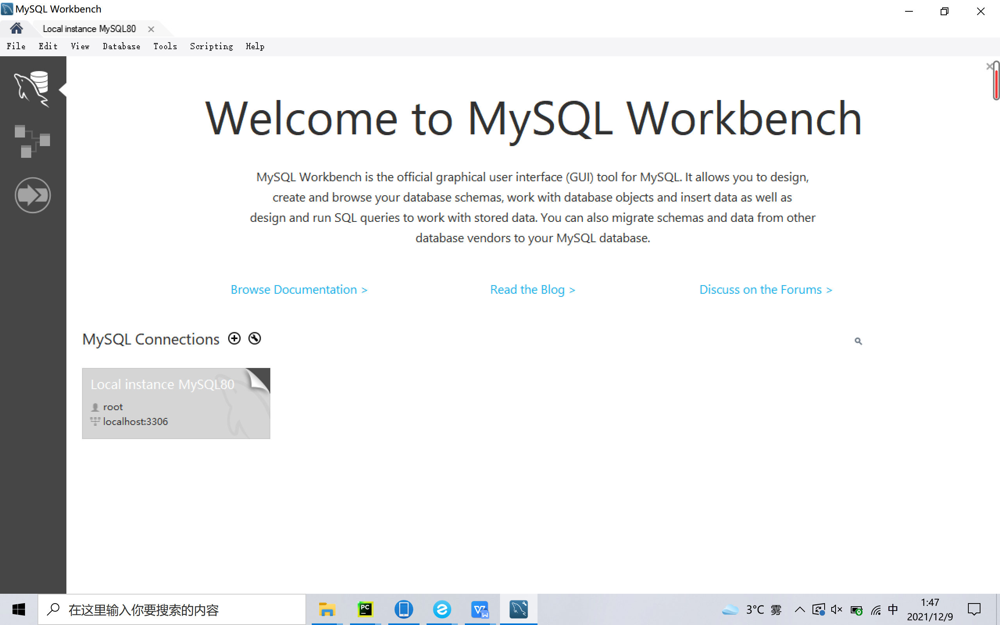 MySQL Workbench
Local instance MySQL80
File Edit View Database Tools Scripting Help
Welcome to MySQL Workbench
MySQL Workbench is the official graphical user interface (GUI) tool for MySQL. It allows you to design,
create and browse your database schemas, work with database objects and insert data as well as
design and run SQL queries to work with stored data. You can also migrate schemas and data from other
database vendors to your MySQL database.
Browse Documentation > Read the Blog > Discuss on the Forums >
MySQL Connections
Local instance MySQL80
root
localhost:3306
在这里输入你要搜索的内容
PC
W
3°C 雾
中
1:47
2021/12/9